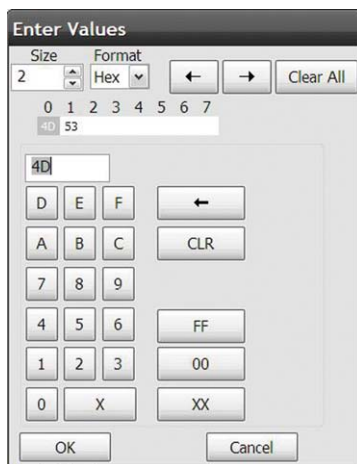 Enter Values
Size Format
2 Hex ← → Clear All
0 1 2 3 4 5 6 7
4D 53
4D
D E F ←
A B C CLR
7 8 9
4 5 6 FF
1 2 3 00
0 X XX
OK Cancel